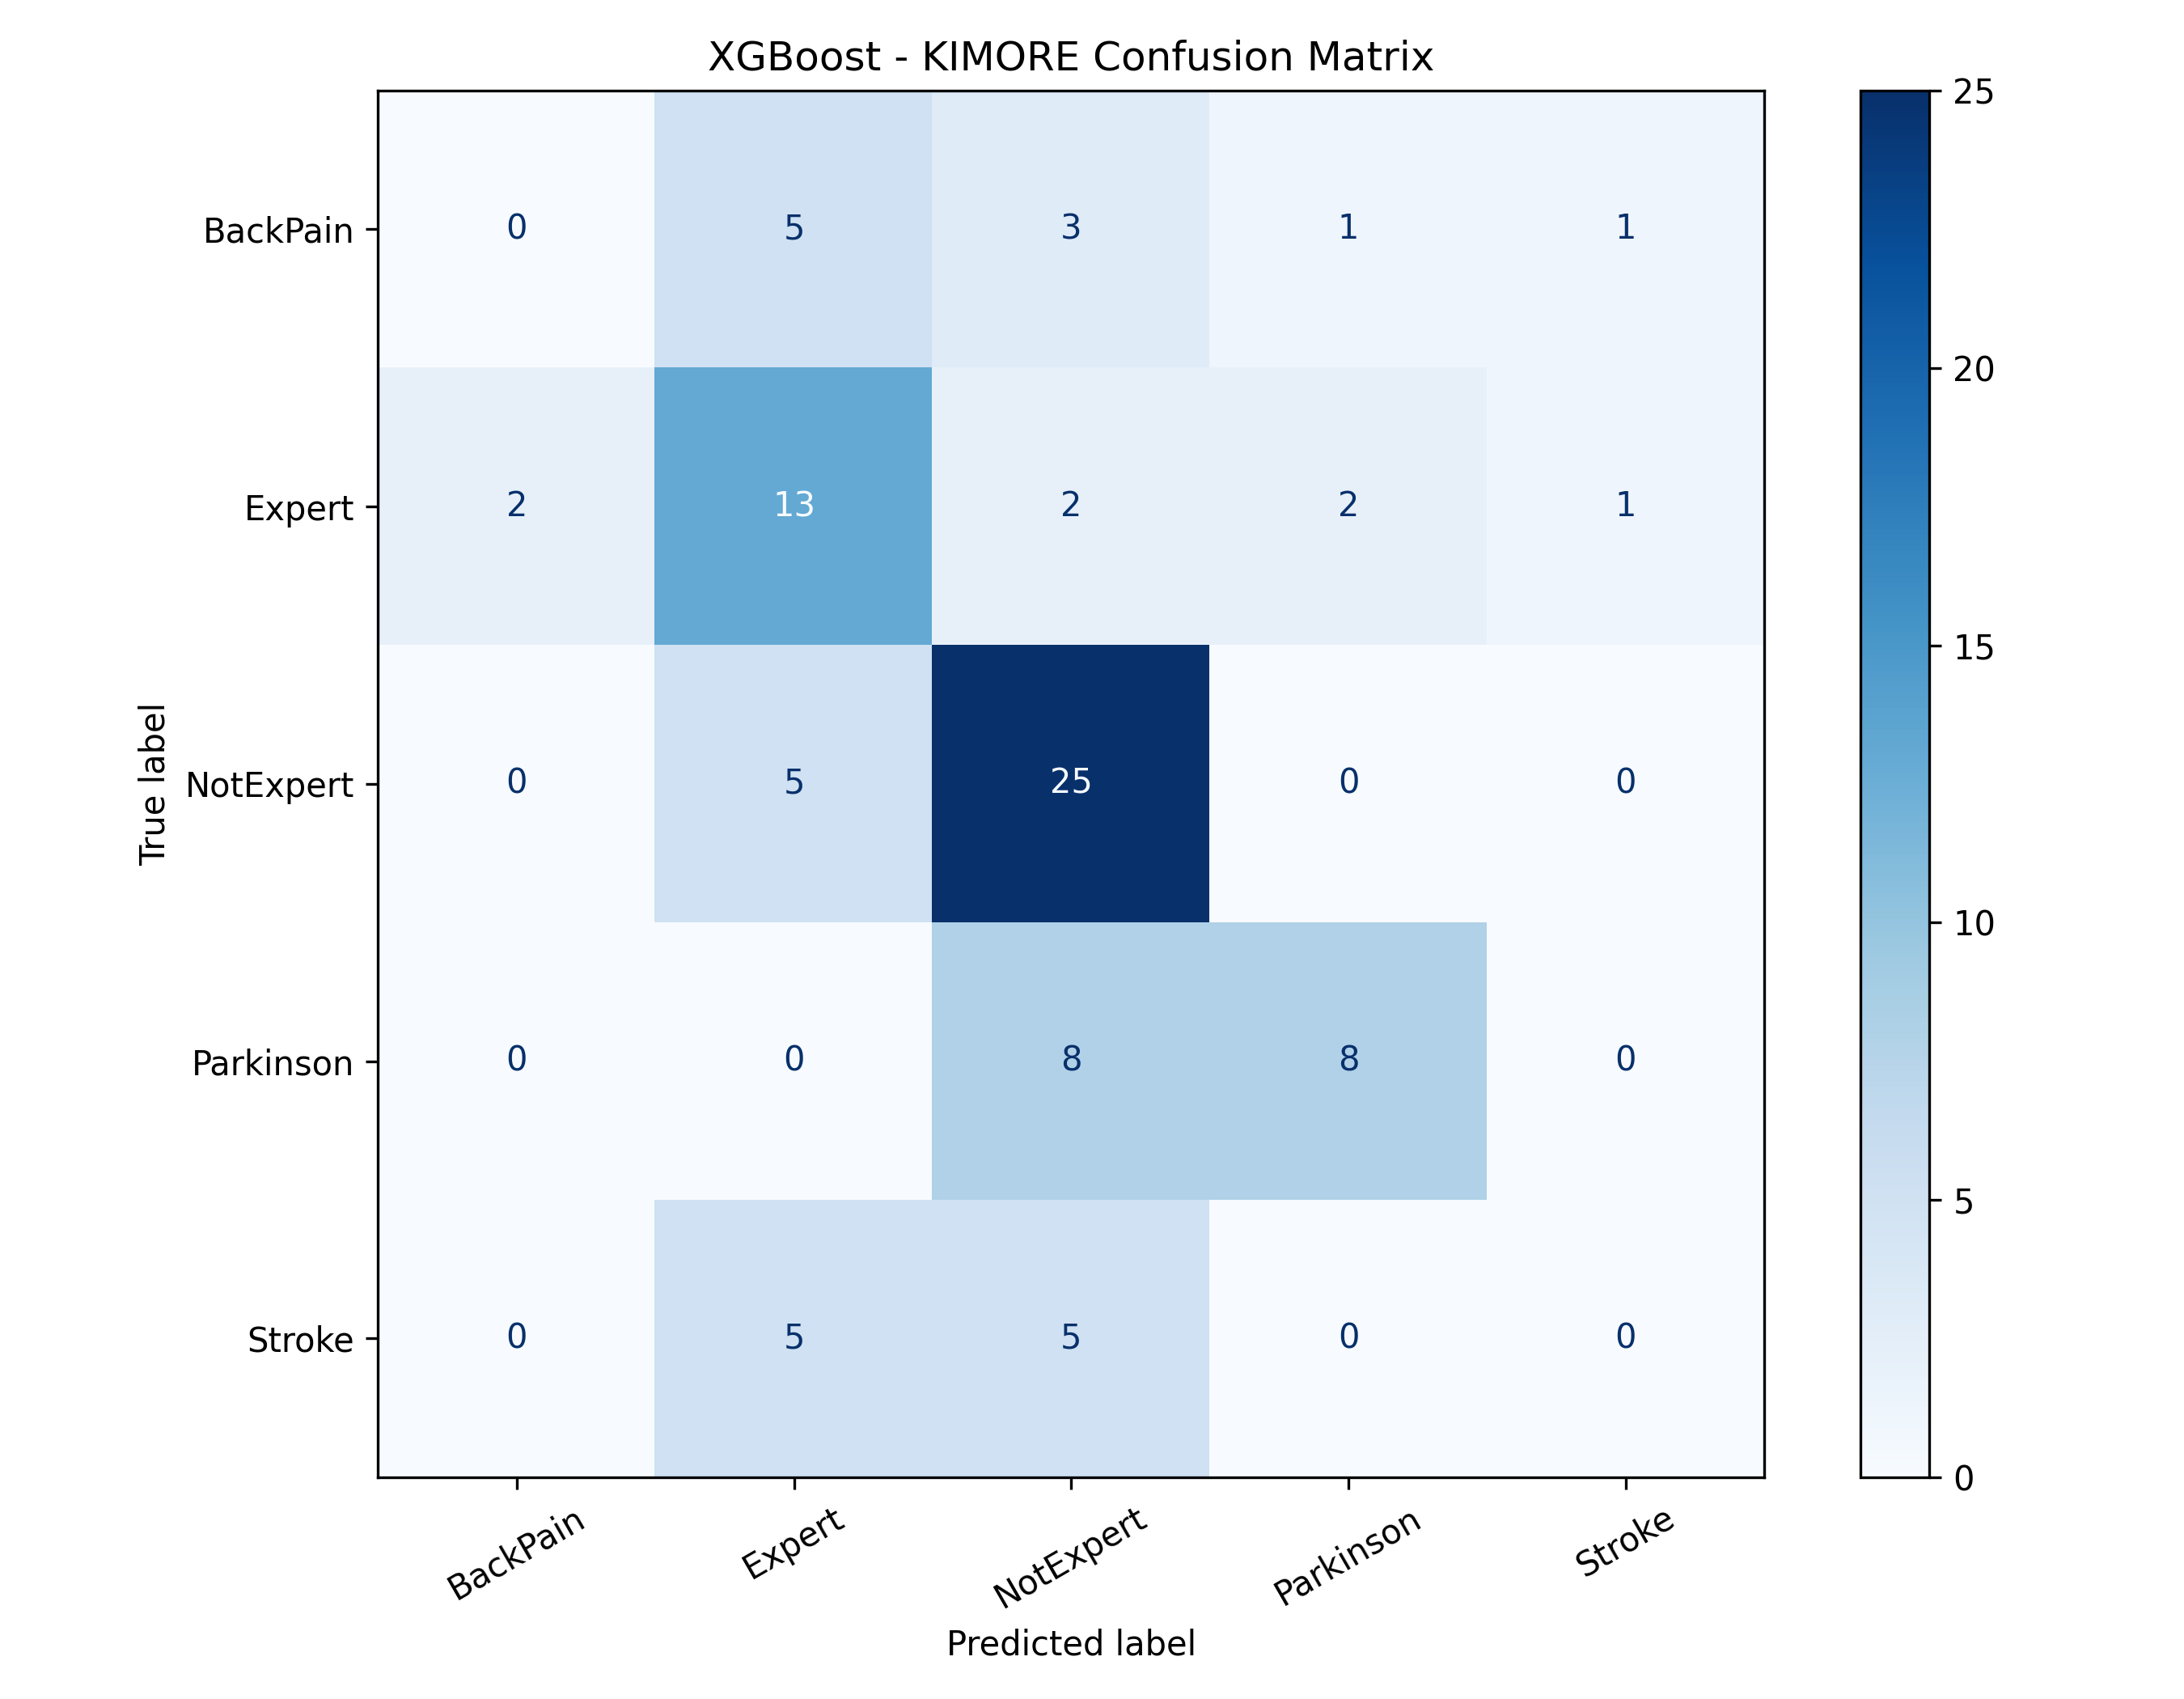 XGBoost - KIMORE Confusion Matrix
True label
BackPain 0 5 3 1 1
Expert 2 13 2 2 1
NotExpert 0 5 25 0 0
Parkinson 0 0 8 8 0
Stroke 0 5 5 0 0
BackPain Expert NotExpert Parkinson Stroke
Predicted label
25
20
15
10
5
0